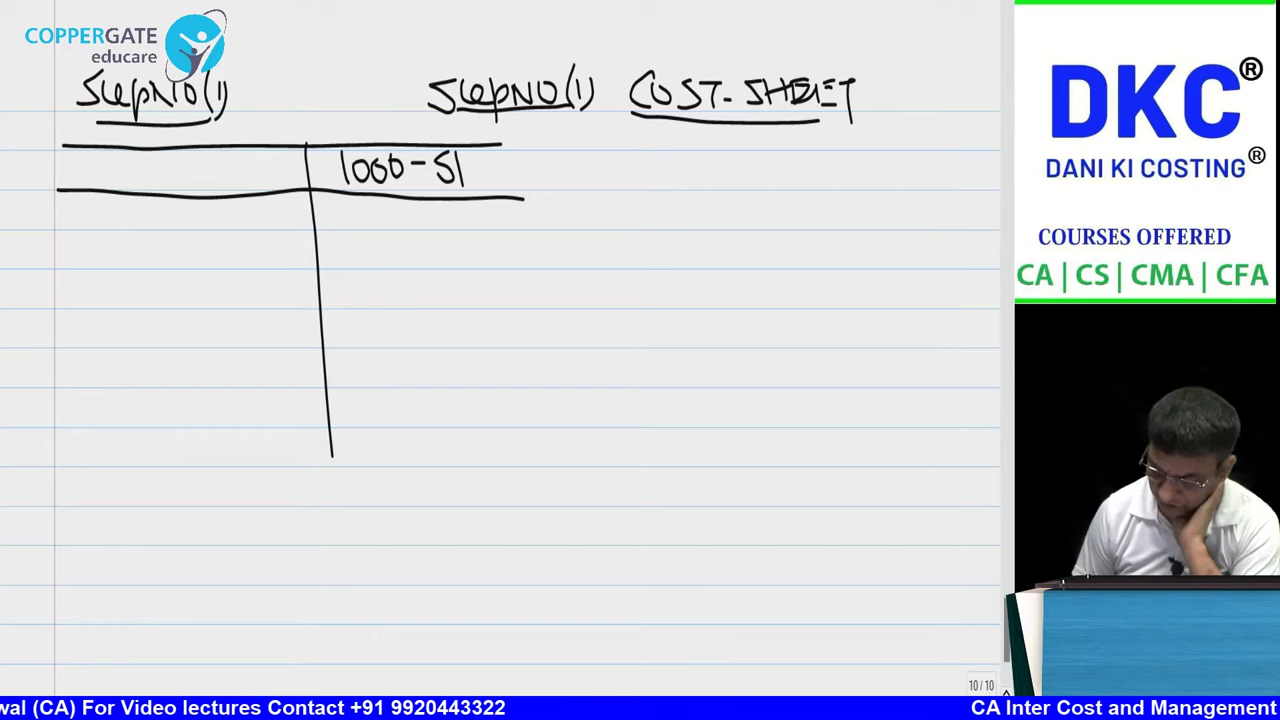 COPPERGATE
educare
Step NO(1)
Step NO(1) COST-SHEET
1000-51
DKC®
DANI KI COSTING®
COURSES OFFERED
CA | CS | CMA | CFA
10/10
wal (CA) For Video lectures Contact +91 9920443322
CA Inter Cost and Management